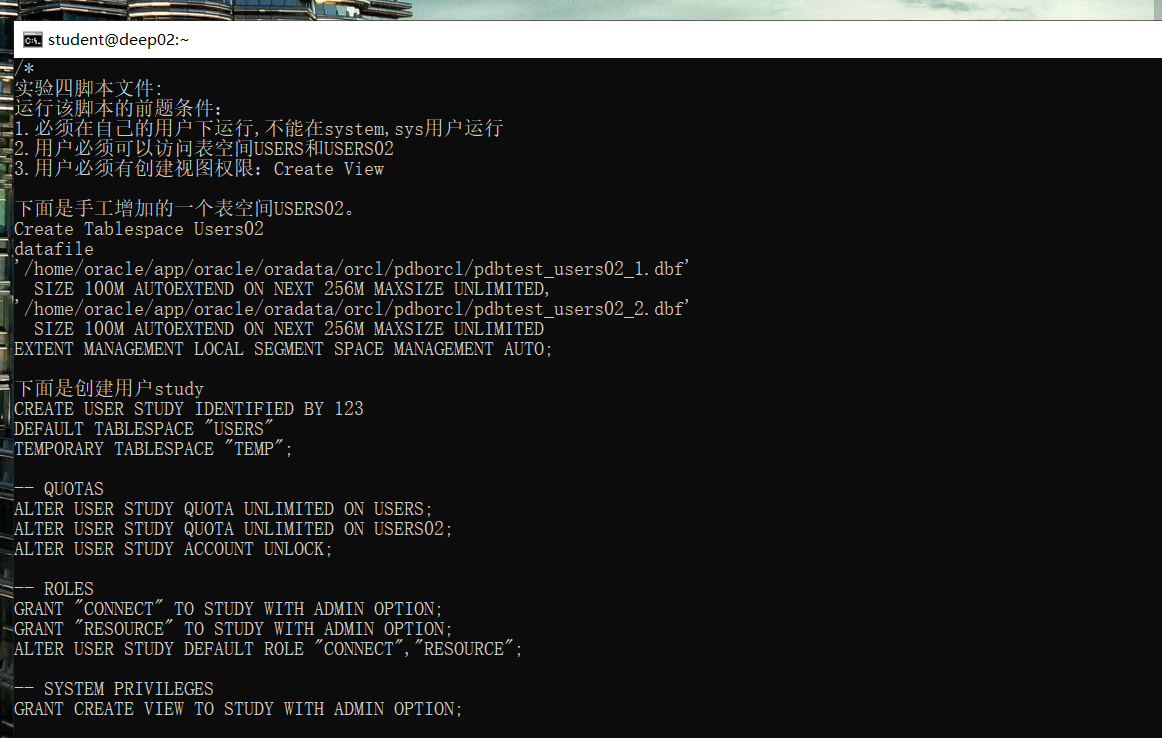 student@deep02:~
/*
实验四脚本文件:
运行该脚本的前题条件：
1.必须在自己的用户下运行,不能在system,sys用户运行
2.用户必须可以访问表空间USERS和USERS02
3.用户必须有创建视图权限：Create View
下面是手工增加的一个表空间USERS02。
Create Tablespace Users02
datafile
'/home/oracle/app/oracle/oradata/orcl/pdborcl/pdbtest_users02_1.dbf'
  SIZE 100M AUTOEXTEND ON NEXT 256M MAXSIZE UNLIMITED,
'/home/oracle/app/oracle/oradata/orcl/pdborcl/pdbtest_users02_2.dbf'
  SIZE 100M AUTOEXTEND ON NEXT 256M MAXSIZE UNLIMITED
EXTENT MANAGEMENT LOCAL SEGMENT SPACE MANAGEMENT AUTO;
下面是创建用户study
CREATE USER STUDY IDENTIFIED BY 123
DEFAULT TABLESPACE "USERS"
TEMPORARY TABLESPACE "TEMP";
-- QUOTAS
ALTER USER STUDY QUOTA UNLIMITED ON USERS;
ALTER USER STUDY QUOTA UNLIMITED ON USERS02;
ALTER USER STUDY ACCOUNT UNLOCK;
-- ROLES
GRANT "CONNECT" TO STUDY WITH ADMIN OPTION;
GRANT "RESOURCE" TO STUDY WITH ADMIN OPTION;
ALTER USER STUDY DEFAULT ROLE "CONNECT","RESOURCE";
-- SYSTEM PRIVILEGES
GRANT CREATE VIEW TO STUDY WITH ADMIN OPTION;